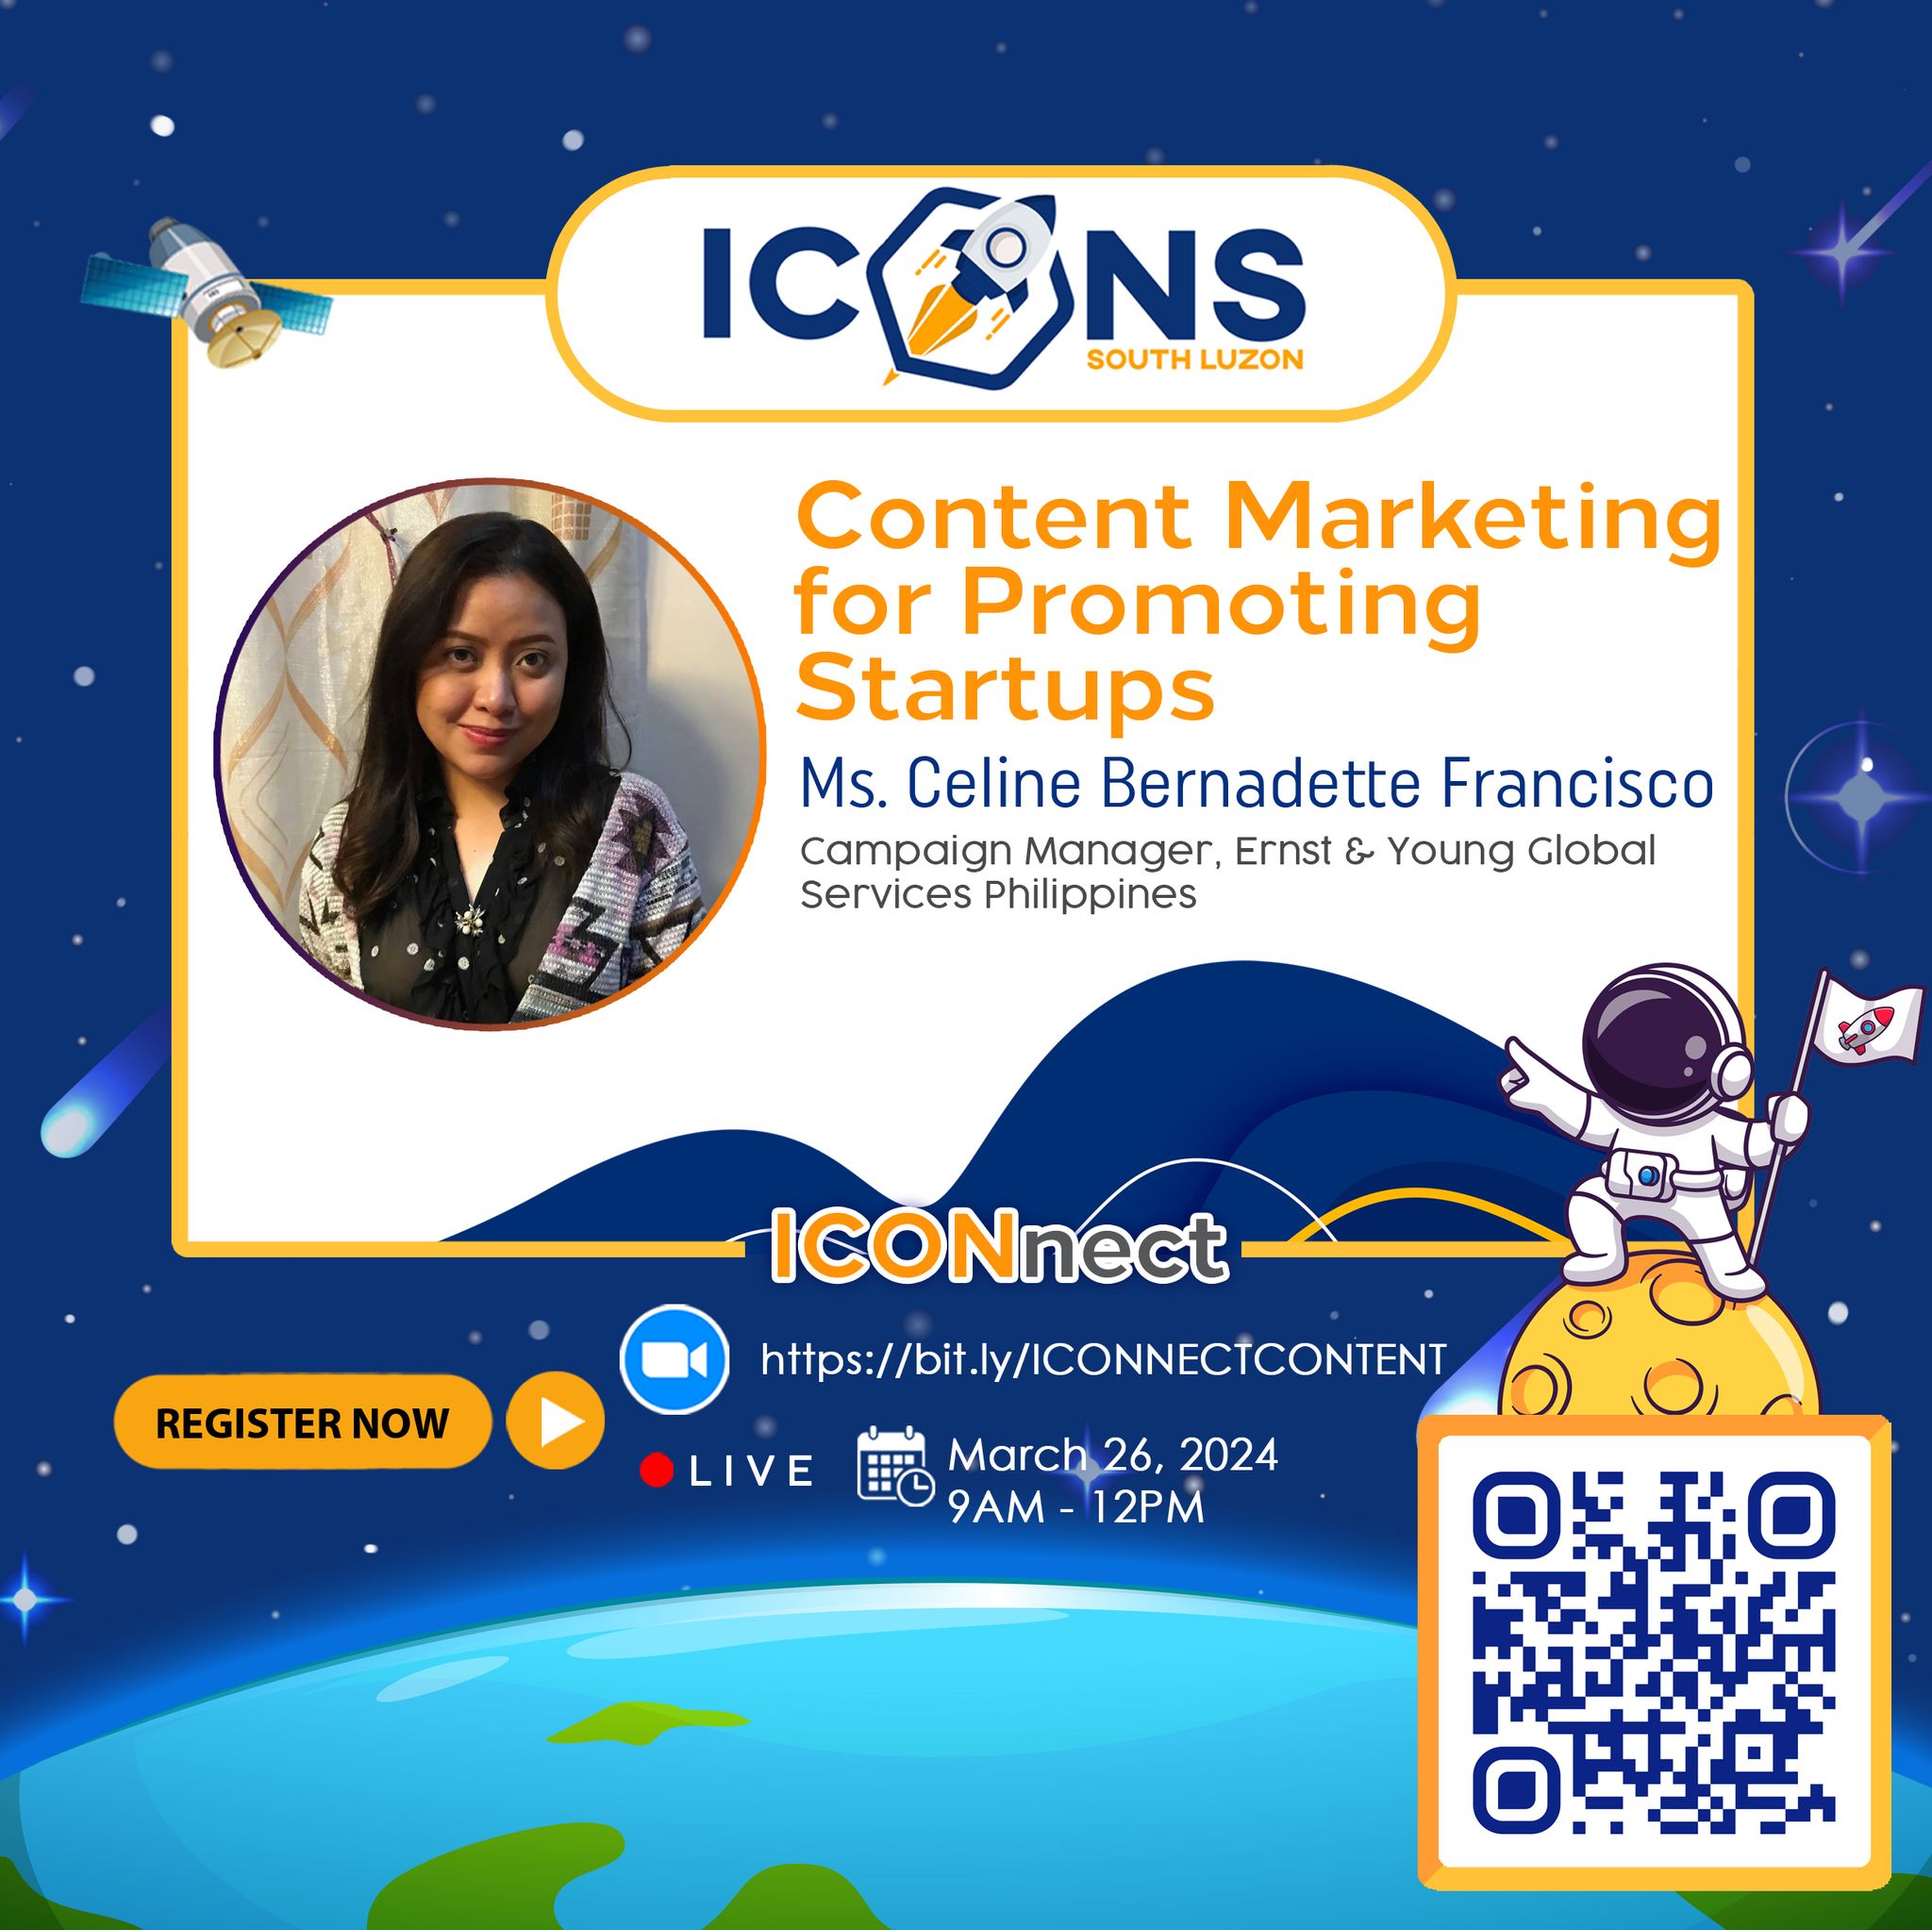 ICONS
SOUTH LUZON
Content Marketing
for Promoting
Startups
Ms. Celine Bernadette Francisco
Campaign Manager, Ernst & Young Global
Services Philippines
ICONnect
https://bit.ly/ICONNECTCONTENT
REGISTER NOW
LIVE
March 26, 2024
9AM - 12PM